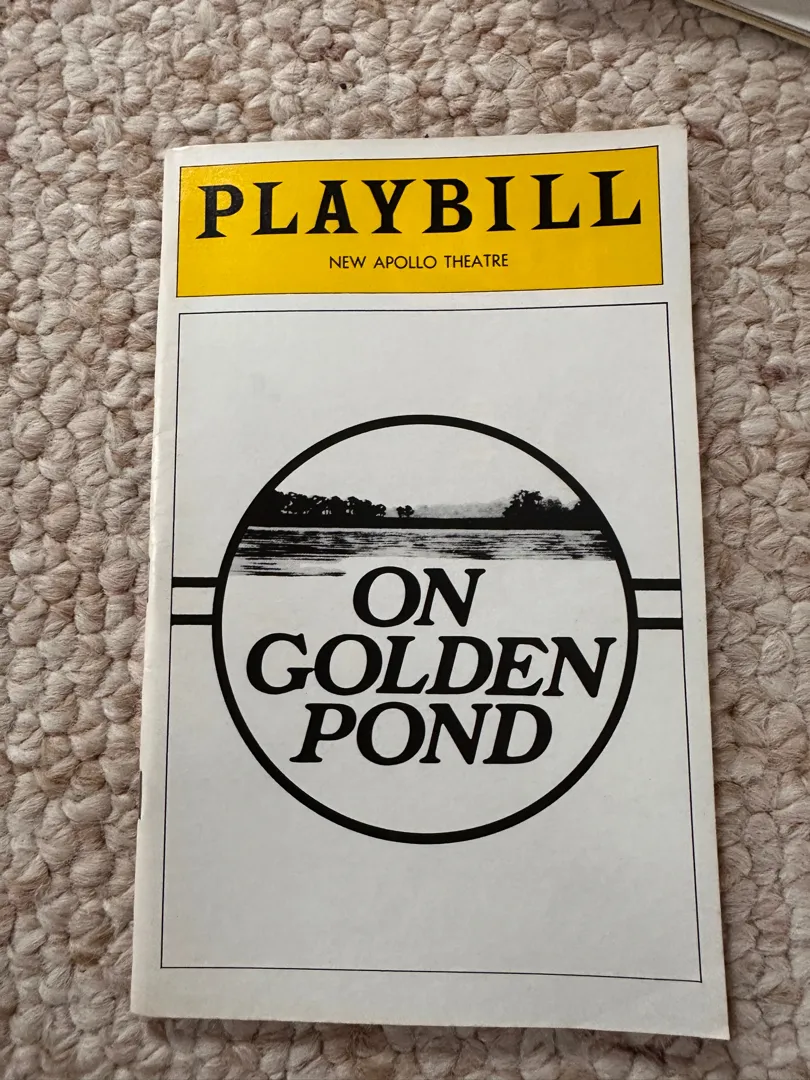 PLAYBILL
NEW APOLLO THEATRE
ON
GOLDEN
POND